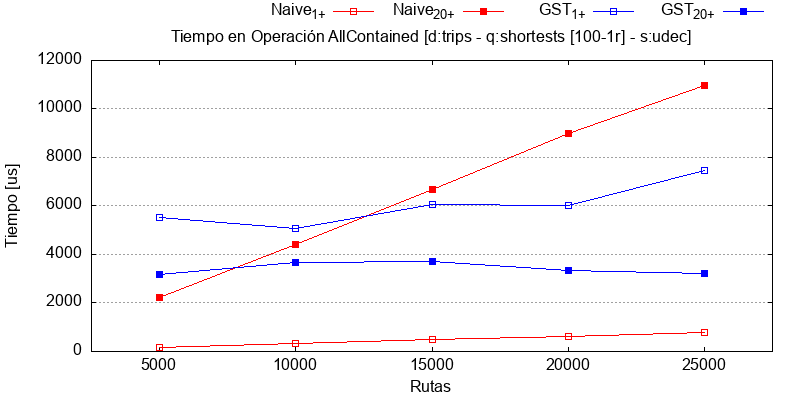 Naive1+ Naive20+ GST1+ GST20+
Tiempo en Operación AllContained [d:trips - q:shortests [100-1r] - s:udec]
12000
10000
8000
6000
4000
2000
0
Tiempo [us]
5000 10000 15000 20000 25000
Rutas